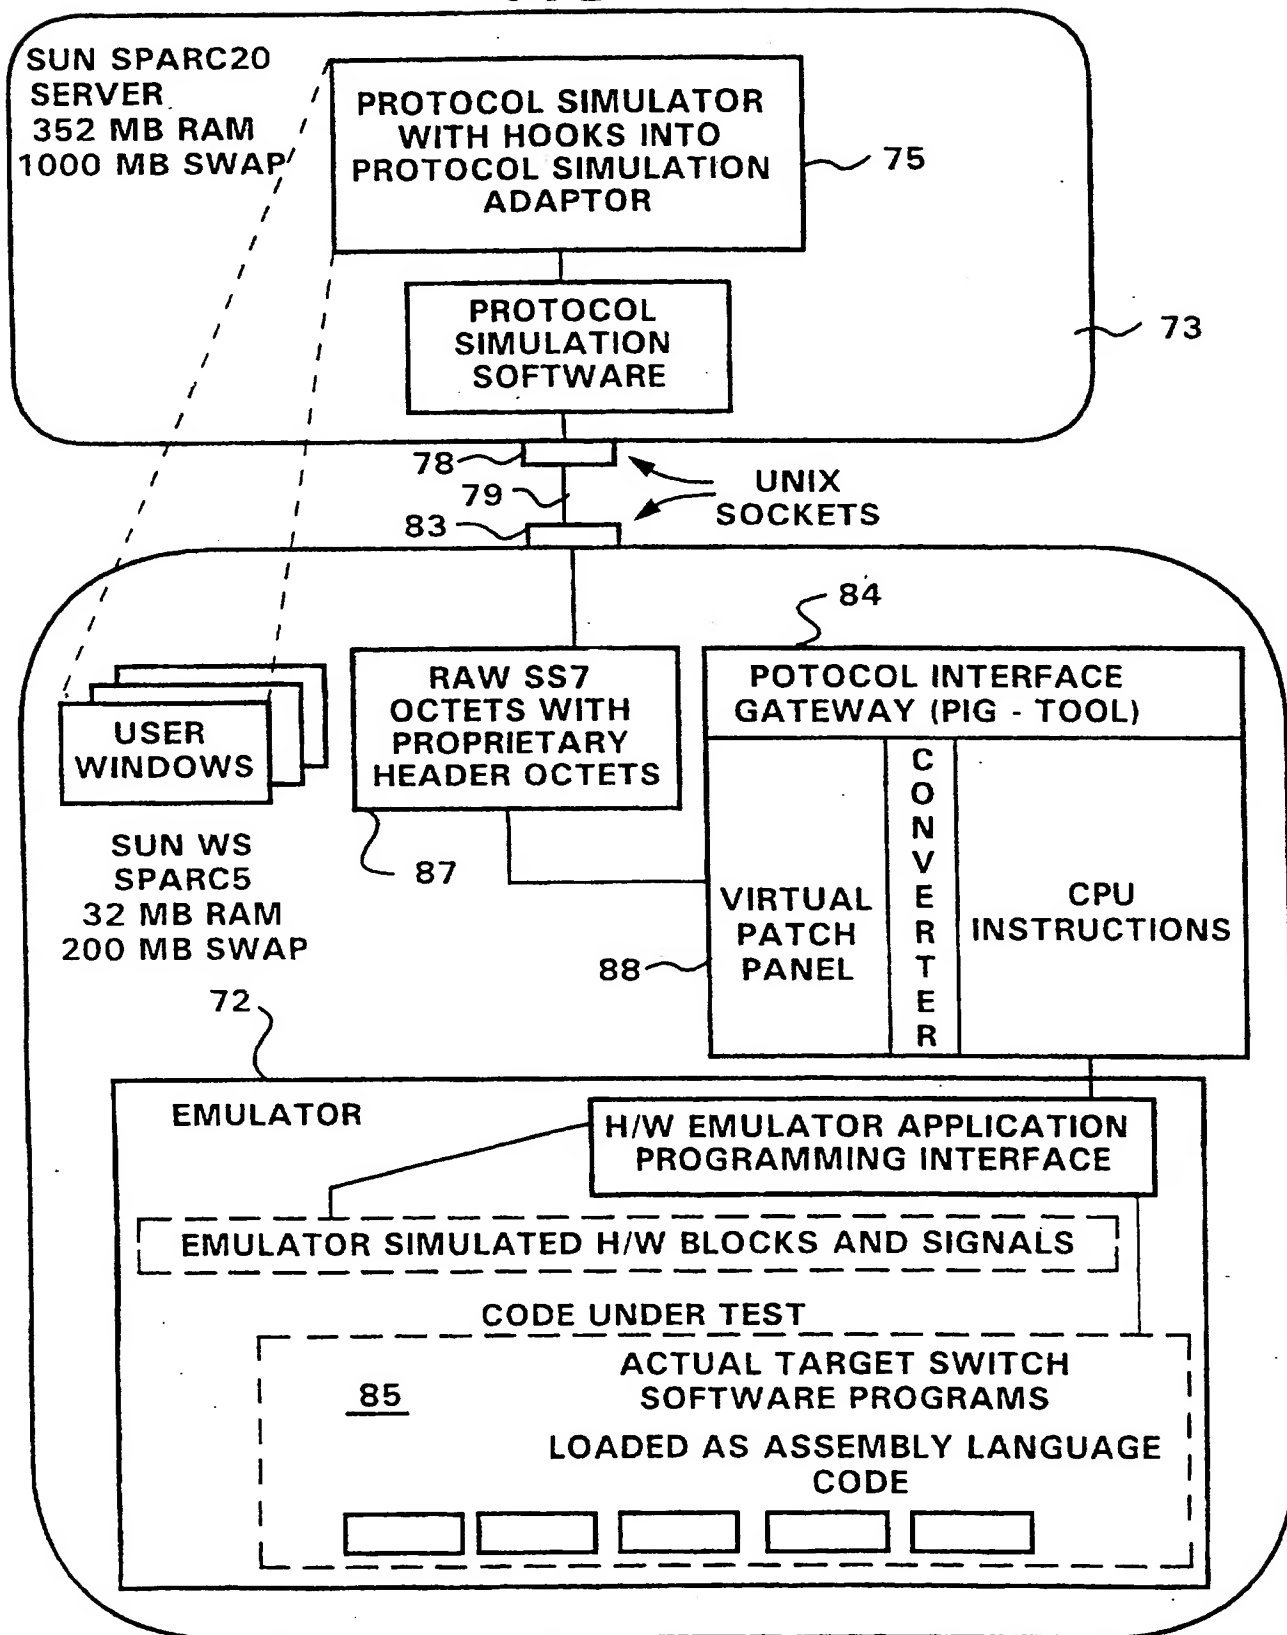 SUN SPARC20
SERVER
352 MB RAM
1000 MB SWAP
PROTOCOL SIMULATOR
WITH HOOKS INTO
PROTOCOL SIMULATION
ADAPTOR
75
PROTOCOL
SIMULATION
SOFTWARE
73
78
79
83
UNIX
SOCKETS
84
USER
WINDOWS
SUN WS
SPARC5
32 MB RAM
200 MB SWAP
RAW SS7
OCTETS WITH
PROPRIETARY
HEADER OCTETS
87
POTOCOL INTERFACE
GATEWAY (PIG - TOOL)
VIRTUAL
PATCH
PANEL
88
CONVERTER
CPU
INSTRUCTIONS
72
EMULATOR
H/W EMULATOR APPLICATION
PROGRAMMING INTERFACE
EMULATOR SIMULATED H/W BLOCKS AND SIGNALS
CODE UNDER TEST
85
ACTUAL TARGET SWITCH
SOFTWARE PROGRAMS
LOADED AS ASSEMBLY LANGUAGE
CODE